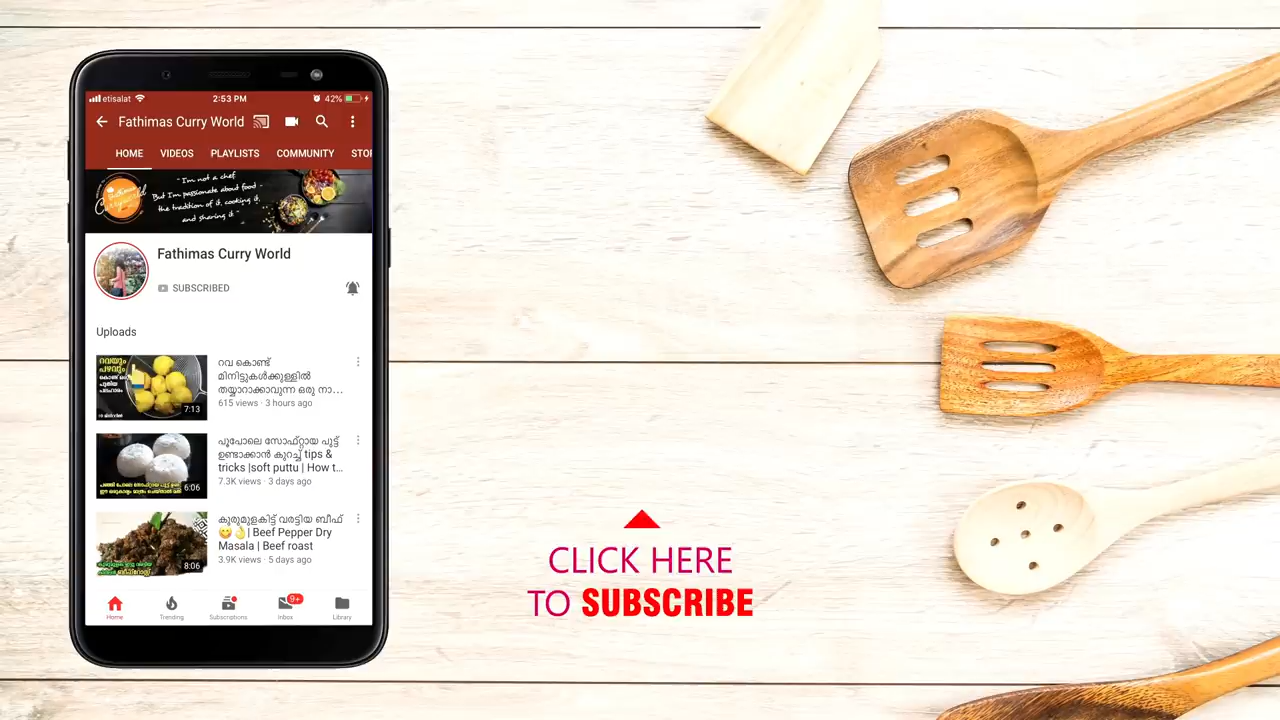 etisalat
2:53 PM
42%
Fathimas Curry World
HOME
VIDEOS
PLAYLISTS
COMMUNITY
STO
- I'm not a chef
But I'm passionate about food -
the tradition of it, cooking it,
and sharing it -
Fathimas Curry World
SUBSCRIBED
Uploads
റവയും
പഴവും
7:13
റവ കൊണ്ട്
മിനിട്ടുകൾക്കുള്ളിൽ
തയ്യാറാക്കാവുന്ന ഒരു നാ...
615 views · 3 hours ago
6:06
പൂപോലെ സോഫ്റ്റായ പുട്ട്
ഉണ്ടാക്കാൻ കുറച്ച് tips &
tricks |soft puttu | How t...
7.3K views · 3 days ago
8:06
കുരുമുളകിട്ട് വരട്ടിയ ബീഫ്
😋👌| Beef Pepper Dry
Masala | Beef roast
3.9K views · 5 days ago
Home
Trending
Subscriptions
9+
Inbox
Library
CLICK HERE
TO SUBSCRIBE